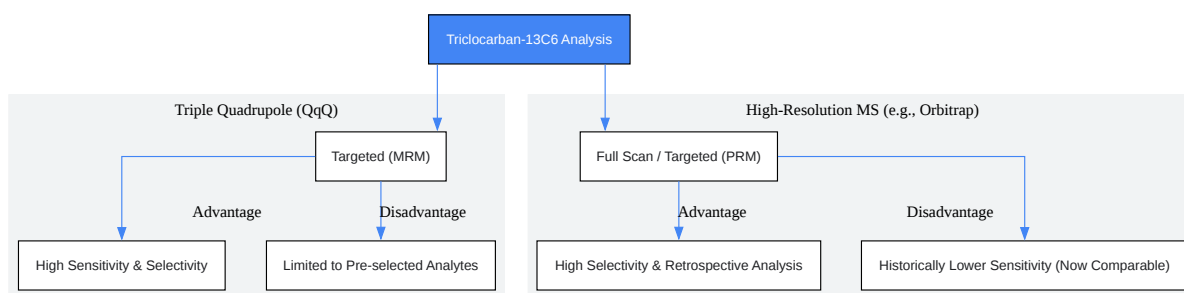 Triclocarban-13C6 Analysis
Triple Quadrupole (QqQ)
High-Resolution MS (e.g., Orbitrap)
Targeted (MRM)
Full Scan / Targeted (PRM)
Advantage
Disadvantage
Advantage
Disadvantage
High Sensitivity & Selectivity
Limited to Pre-selected Analytes
High Selectivity & Retrospective Analysis
Historically Lower Sensitivity (Now Comparable)